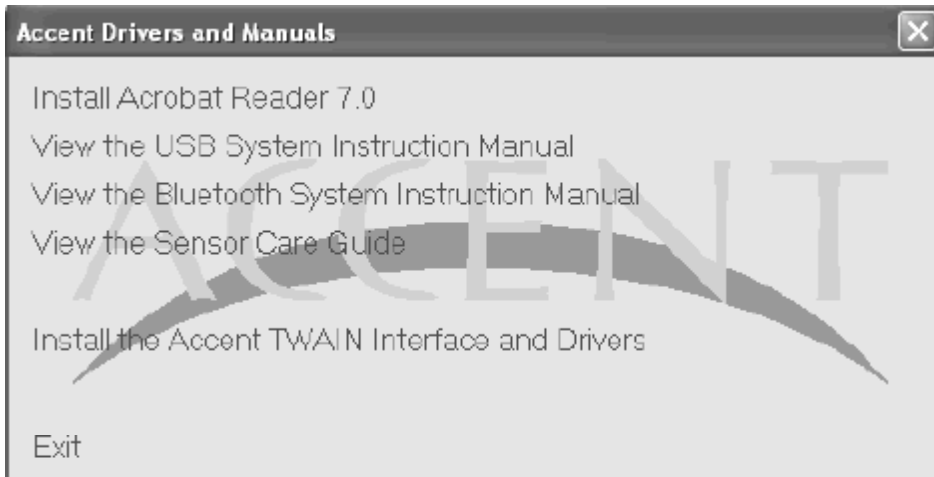 Accent Drivers and Manuals
Install Acrobat Reader 7.0
View the USB System Instruction Manual
View the Bluetooth System Instruction Manual
ACCENT
View the Sensor Care Guide
Install the Accent TWAIN Interface and Drivers
Exit